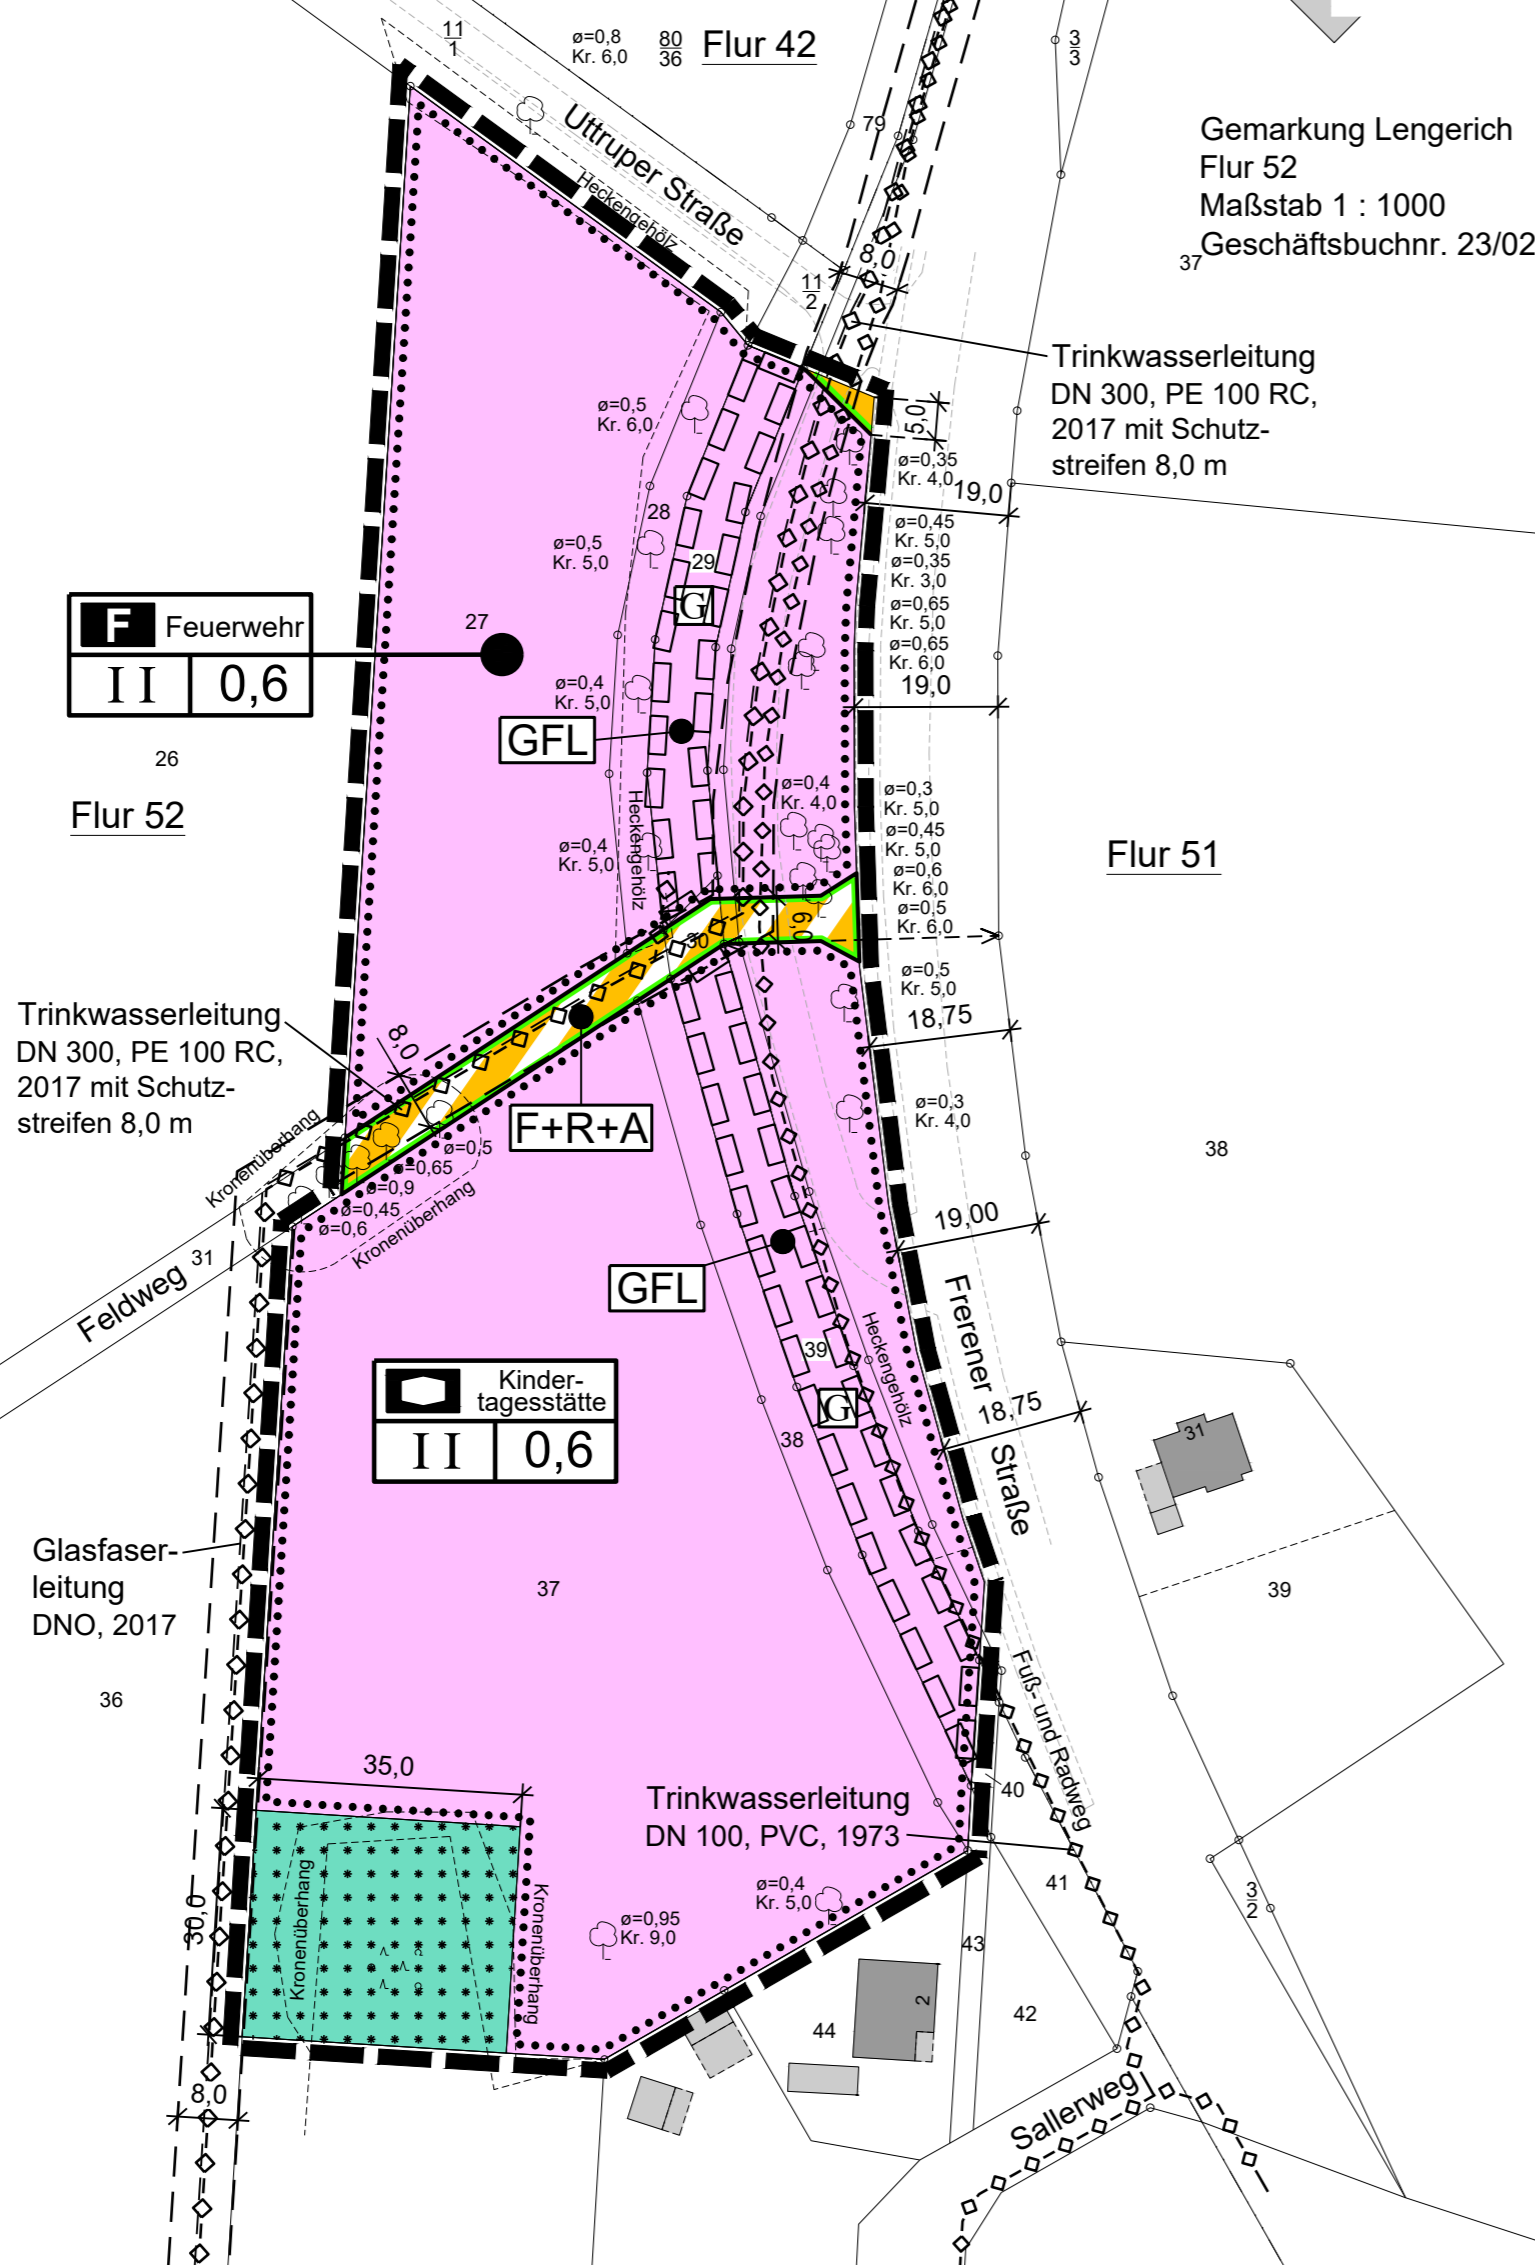 11
1
ø=0,8
Kr. 6,0
80
36
Flur 42
3
3
79
Uttruper Straße
Heckengehölz
Gemarkung Lengerich
Flur 52
Maßstab 1 : 1000
Geschäftsbuchnr. 23/02
37
8,0
11
2
Trinkwasserleitung
DN 300, PE 100 RC,
2017 mit Schutz-
streifen 8,0 m
5,0
ø=0,5
Kr. 6,0
ø=0,35
Kr. 4,0
19,0
28
ø=0,45
Kr. 5,0
ø=0,5
Kr. 5,0
29
ø=0,35
Kr. 3,0
G
ø=0,65
Kr. 5,0
F Feuerwehr
II 0,6
27
ø=0,65
Kr. 6,0
19,0
ø=0,4
Kr. 5,0
GFL
26
Flur 52
Heckengehölz
ø=0,4
Kr. 4,0
ø=0,3
Kr. 5,0
ø=0,45
Kr. 5,0
ø=0,4
Kr. 5,0
Flur 51
ø=0,6
Kr. 6,0
ø=0,5
Kr. 6,0
6,0
30
ø=0,5
Kr. 5,0
18,75
Trinkwasserleitung
DN 300, PE 100 RC,
2017 mit Schutz-
streifen 8,0 m
8,0
F+R+A
ø=0,3
Kr. 4,0
38
Kronenüberhang
ø=0,5
ø=0,65
ø=0,9
ø=0,45
ø=0,6
Kronenüberhang
19,00
31
Feldweg
GFL
Frerener Straße
Heckengehölz
39
Kinder-
tagesstätte
II 0,6
G
18,75
38
31
Glasfaser-
leitung
DNO, 2017
37
39
36
Fuß- und Radweg
35,0
Trinkwasserleitung
DN 100, PVC, 1973
40
41
ø=0,4
Kr. 5,0
3
2
30,0
Kronenüberhang
Kronenüberhang
ø=0,95
Kr. 9,0
43
2
44
42
8,0
Sallerweg